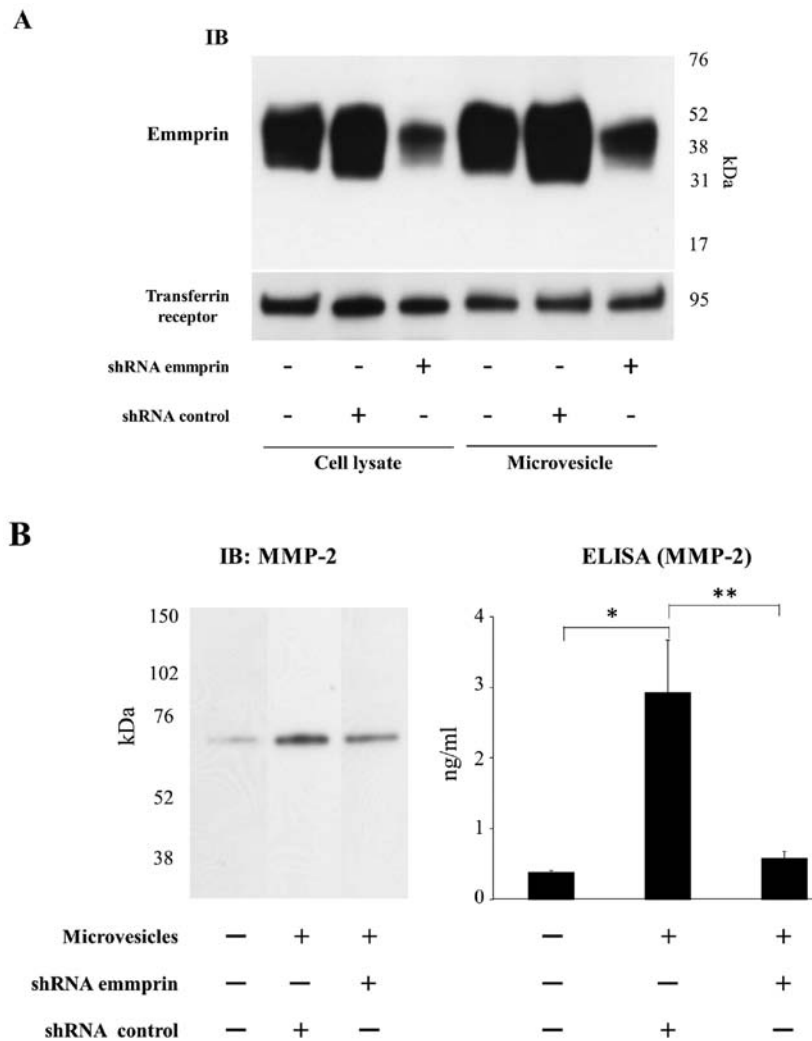 A
IB
76
52
38
31
17
kDa
Emmprin
Transferrin
receptor
95
shRNA emmprin - - + - - +
shRNA control - + - - + -
Cell lysate Microvesicle
B
IB: MMP-2
150
102
76
52
38
kDa
ELISA (MMP-2)
* **
4
3
2
1
0
ng/ml
Microvesicles — + + — + +
shRNA emmprin — — + — — +
shRNA control — + — — + —